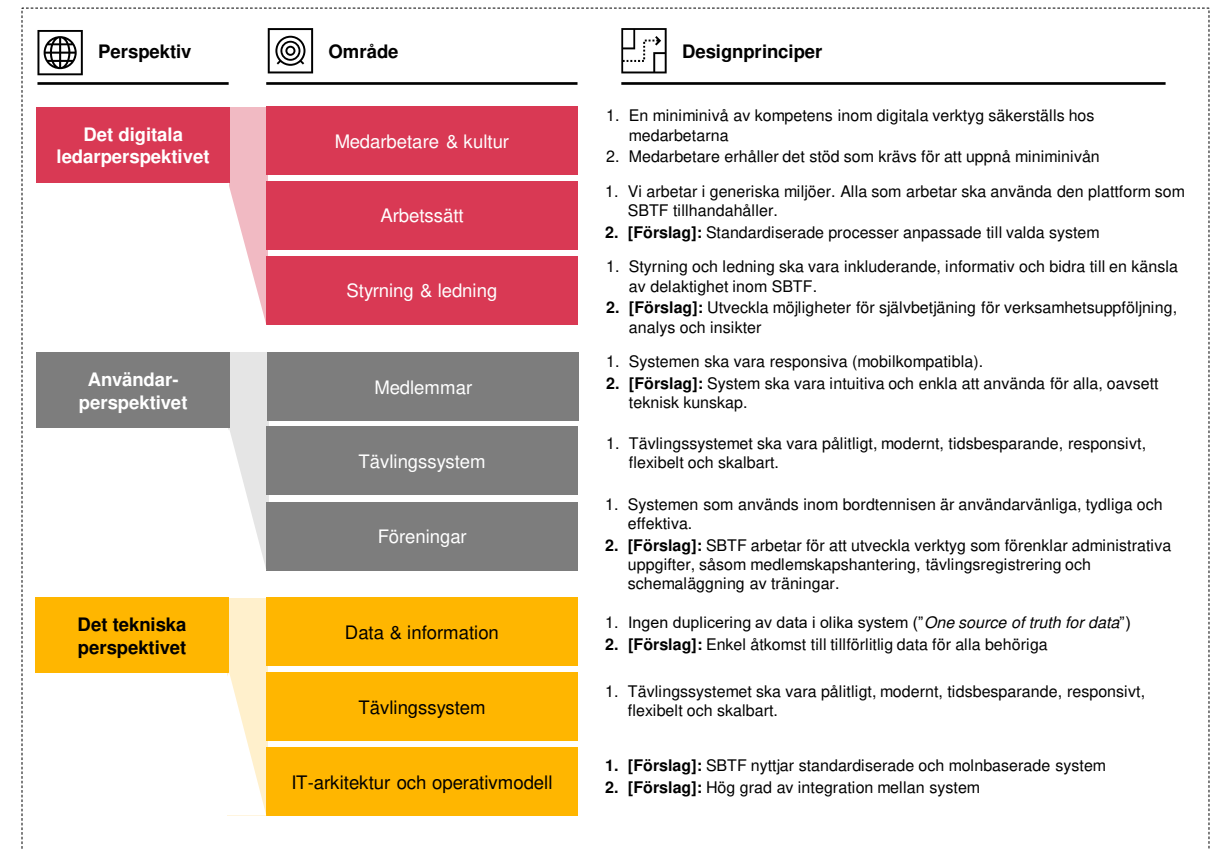 Perspektiv
Område
Designprinciper
Det digitala
ledarperspektivet
Medarbetare & kultur
1. En miniminivå av kompetens inom digitala verktyg säkerställs hos
medarbetarna
2. Medarbetare erhåller det stöd som krävs för att uppnå miniminivån
Arbetssätt
1. Vi arbetar i generiska miljöer. Alla som arbetar ska använda den plattform som
SBTF tillhandahåller.
2. [Förslag]: Standardiserade processer anpassade till valda system
Styrning & ledning
1. Styrning och ledning ska vara inkluderande, informativ och bidra till en känsla
av delaktighet inom SBTF.
2. [Förslag]: Utveckla möjligheter för självbetjäning för verksamhetsuppföljning,
analys och insikter
Användar-
perspektivet
Medlemmar
1. Systemen ska vara responsiva (mobilkompatibla).
2. [Förslag]: System ska vara intuitiva och enkla att använda för alla, oavsett
teknisk kunskap.
Tävlingssystem
1. Tävlingssystemet ska vara pålitligt, modernt, tidsbesparande, responsivt,
flexibelt och skalbart.
Föreningar
1. Systemen som används inom bordtennisen är användarvänliga, tydliga och
effektiva.
2. [Förslag]: SBTF arbetar för att utveckla verktyg som förenklar administrativa
uppgifter, såsom medlemskapshantering, tävlingsregistrering och
schemaläggning av träningar.
Det tekniska
perspektivet
Data & information
1. Ingen duplicering av data i olika system ("One source of truth for data")
2. [Förslag]: Enkel åtkomst till tillförlitlig data för alla behöriga
Tävlingssystem
1. Tävlingssystemet ska vara pålitligt, modernt, tidsbesparande, responsivt,
flexibelt och skalbart.
IT-arkitektur och operativmodell
1. [Förslag]: SBTF nyttjar standardiserade och molnbaserade system
2. [Förslag]: Hög grad av integration mellan system